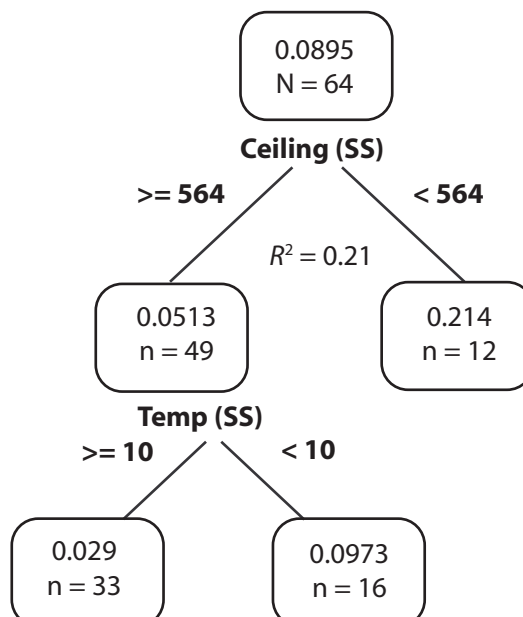 0.0895
N = 64
Ceiling (SS)
>= 564
< 564
R² = 0.21
0.0513
n = 49
0.214
n = 12
Temp (SS)
>= 10
< 10
0.029
n = 33
0.0973
n = 16